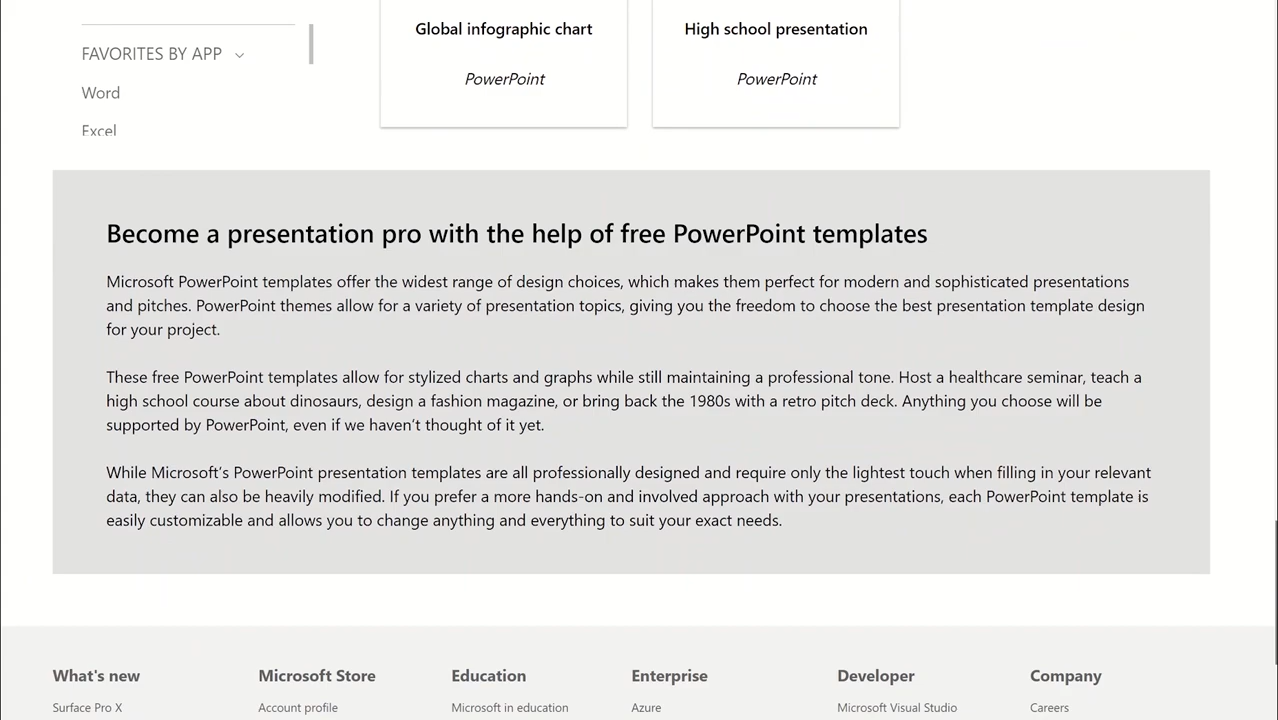 FAVORITES BY APP
Word
Excel
Global infographic chart
PowerPoint
High school presentation
PowerPoint
Become a presentation pro with the help of free PowerPoint templates
Microsoft PowerPoint templates offer the widest range of design choices, which makes them perfect for modern and sophisticated presentations
and pitches. PowerPoint themes allow for a variety of presentation topics, giving you the freedom to choose the best presentation template design
for your project.
These free PowerPoint templates allow for stylized charts and graphs while still maintaining a professional tone. Host a healthcare seminar, teach a
high school course about dinosaurs, design a fashion magazine, or bring back the 1980s with a retro pitch deck. Anything you choose will be
supported by PowerPoint, even if we haven’t thought of it yet.
While Microsoft’s PowerPoint presentation templates are all professionally designed and require only the lightest touch when filling in your relevant
data, they can also be heavily modified. If you prefer a more hands-on and involved approach with your presentations, each PowerPoint template is
easily customizable and allows you to change anything and everything to suit your exact needs.
What's new
Surface Pro X
Microsoft Store
Account profile
Education
Microsoft in education
Enterprise
Azure
Developer
Microsoft Visual Studio
Company
Careers